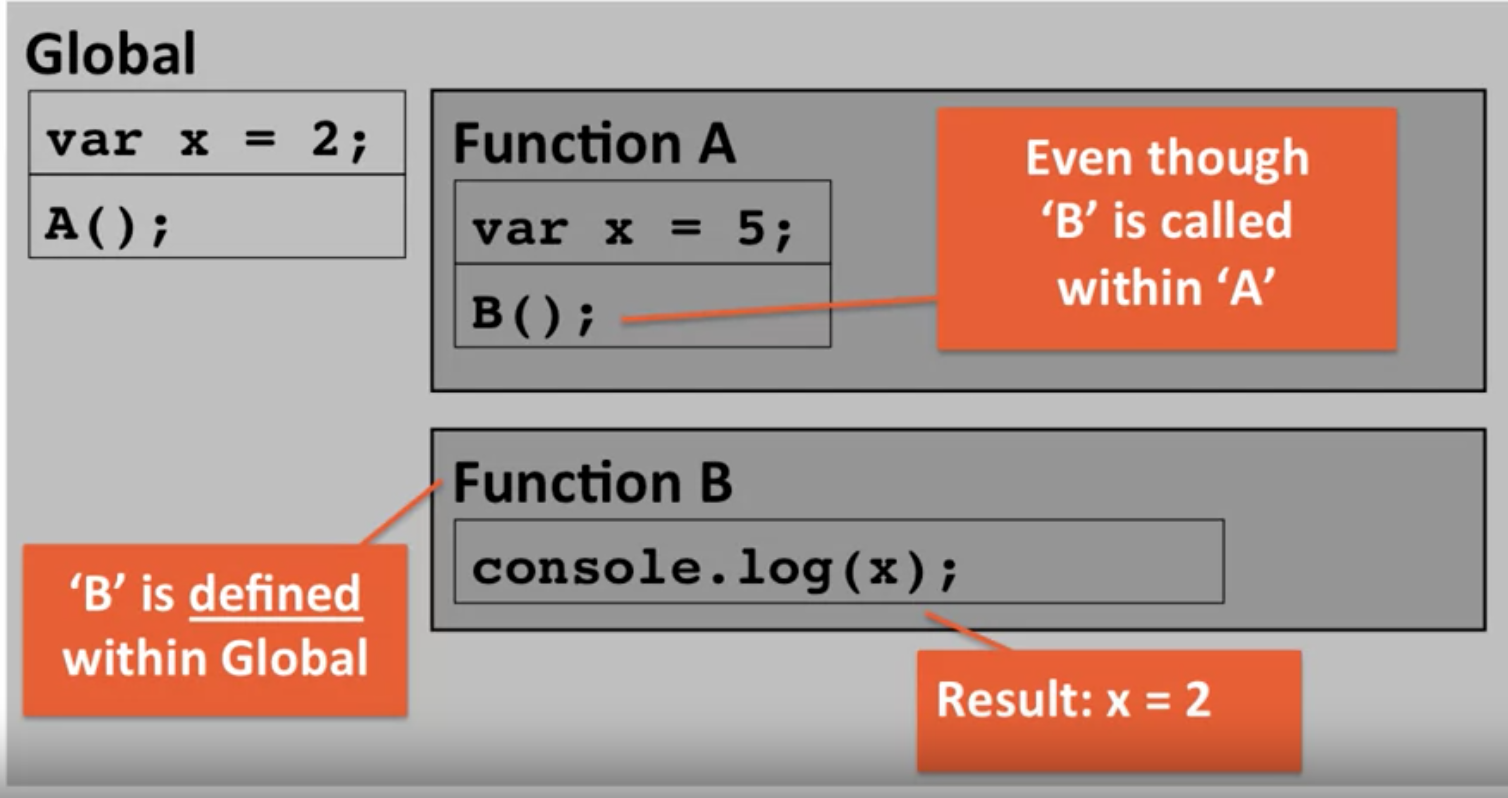 Global
var x = 2;
A();
Function A
var x = 5;
B();
Even though
‘B’ is called
within ‘A’
Function B
console.log(x);
‘B’ is defined
within Global
Result: x = 2